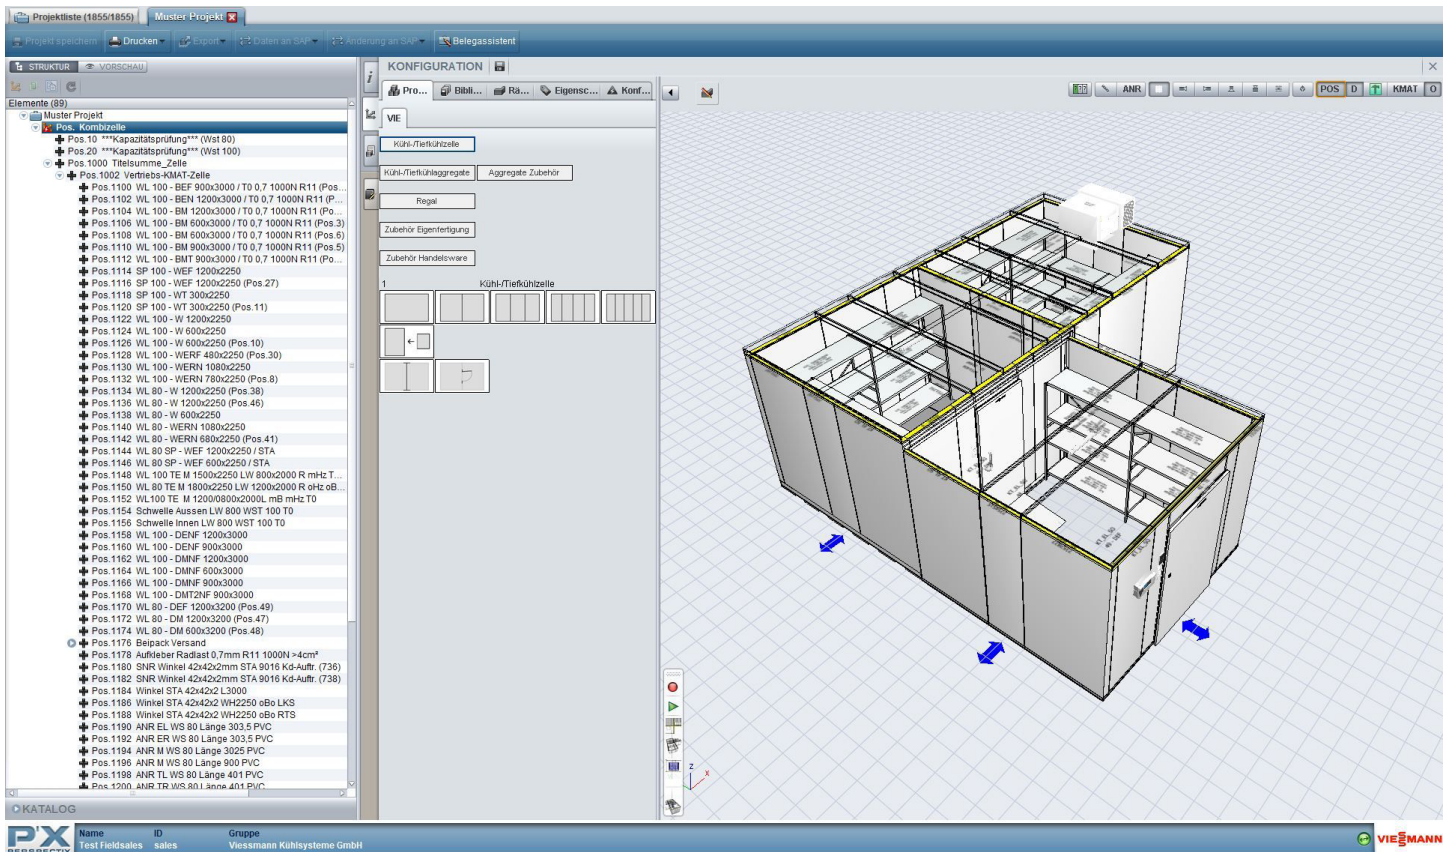 Projektliste (1855/1855) Muster Projekt
Projekt speichern Drucken Export Daten an SAP Änderung an SAP Belegassistent
STRUKTUR VORSCHAU
Elemente (89)
Muster Projekt
Pos. Kombizelle
Pos.10 ***Kapazitätsprüfung*** (Wst 80)
Pos.20 ***Kapazitätsprüfung*** (Wst 100)
Pos.1000 Titelsumme_Zelle
Pos.1002 Vertriebs-KMAT-Zelle
Pos.1100 WL 100 - BEF 900x3000 / T0 0,7 1000N R11 (Pos...
Pos.1102 WL 100 - BEN 1200x3000 / T0 0,7 1000N R11 (P...
Pos.1104 WL 100 - BM 1200x3000 / T0 0,7 1000N R11 (Po...
Pos.1106 WL 100 - BM 600x3000 / T0 0,7 1000N R11 (Pos.3)
Pos.1108 WL 100 - BM 600x3000 / T0 0,7 1000N R11 (Pos.6)
Pos.1110 WL 100 - BM 900x3000 / T0 0,7 1000N R11 (Pos.5)
Pos.1112 WL 100 - BMT 900x3000 / T0 0,7 1000N R11 (Po...
Pos.1114 SP 100 - WEF 1200x2250
Pos.1116 SP 100 - WEF 1200x2250 (Pos.27)
Pos.1118 SP 100 - WT 300x2250
Pos.1120 SP 100 - WT 300x2250 (Pos.11)
Pos.1122 WL 100 - W 1200x2250
Pos.1124 WL 100 - W 600x2250
Pos.1126 WL 100 - W 600x2250 (Pos.10)
Pos.1128 WL 100 - WERF 480x2250 (Pos.30)
Pos.1130 WL 100 - WERN 1080x2250
Pos.1132 WL 100 - WERN 780x2250 (Pos.8)
Pos.1134 WL 80 - W 1200x2250 (Pos.38)
Pos.1136 WL 80 - W 1200x2250 (Pos.46)
Pos.1138 WL 80 - W 600x2250
Pos.1140 WL 80 - WERN 1080x2250
Pos.1142 WL 80 - WERN 680x2250 (Pos.41)
Pos.1144 WL 80 SP - WEF 1200x2250 / STA
Pos.1146 WL 80 SP - WEF 600x2250 / STA
Pos.1148 WL 100 TE M 1500x2250 LW 800x2000 R mHz T...
Pos.1150 WL 80 TE M 1800x2250 LW 1200x2000 R oHz oB...
Pos.1152 WL100 TE M 1200/0800x2000L mB mHz T0
Pos.1154 Schwelle Aussen LW 800 WST 100 T0
Pos.1156 Schwelle Innen LW 800 WST 100 T0
Pos.1158 WL 100 - DENF 1200x3000
Pos.1160 WL 100 - DENF 900x3000
Pos.1162 WL 100 - DMNF 1200x3000
Pos.1164 WL 100 - DMNF 600x3000
Pos.1166 WL 100 - DMNF 900x3000
Pos.1168 WL 100 - DMT2NF 900x3000
Pos.1170 WL 80 - DEF 1200x3200 (Pos.49)
Pos.1172 WL 80 - DM 1200x3200 (Pos.47)
Pos.1174 WL 80 - DM 600x3200 (Pos.48)
Pos.1176 Beipack Versand
Pos.1178 Aufkleber Radlast 0,7mm R11 1000N >4cm²
Pos.1180 SNR Winkel 42x42x2mm STA 9016 Kd-Auftr. (736)
Pos.1182 SNR Winkel 42x42x2mm STA 9016 Kd-Auftr. (738)
Pos.1184 Winkel STA 42x42x2 L3000
Pos.1186 Winkel STA 42x42x2 WH2250 oBo LKS
Pos.1188 Winkel STA 42x42x2 WH2250 oBo RTS
Pos.1190 ANR EL WS 80 Länge 303,5 PVC
Pos.1192 ANR ER WS 80 Länge 303,5 PVC
Pos.1194 ANR M WS 80 Länge 3025 PVC
Pos.1196 ANR M WS 80 Länge 900 PVC
Pos.1198 ANR TL WS 80 Länge 401 PVC
Pos.1200 ANR TR WS 80 Länge 401 PVC
KATALOG
KONFIGURATION
Pro... Bibli... Rä... Eigensc... Konf...
VIE
Kühl-/Tiefkühlzelle
Kühl-/Tiefkühlaggregate Aggregate Zubehör
Regal
Zubehör Eigenfertigung
Zubehör Handelsware
1 Kühl-/Tiefkühlzelle
ANR POS D T KMAT O
z
x
P'X PERSPECTIX
Name ID Gruppe
Test Fieldsales sales Viessmann Kühlsysteme GmbH
VIESSMANN